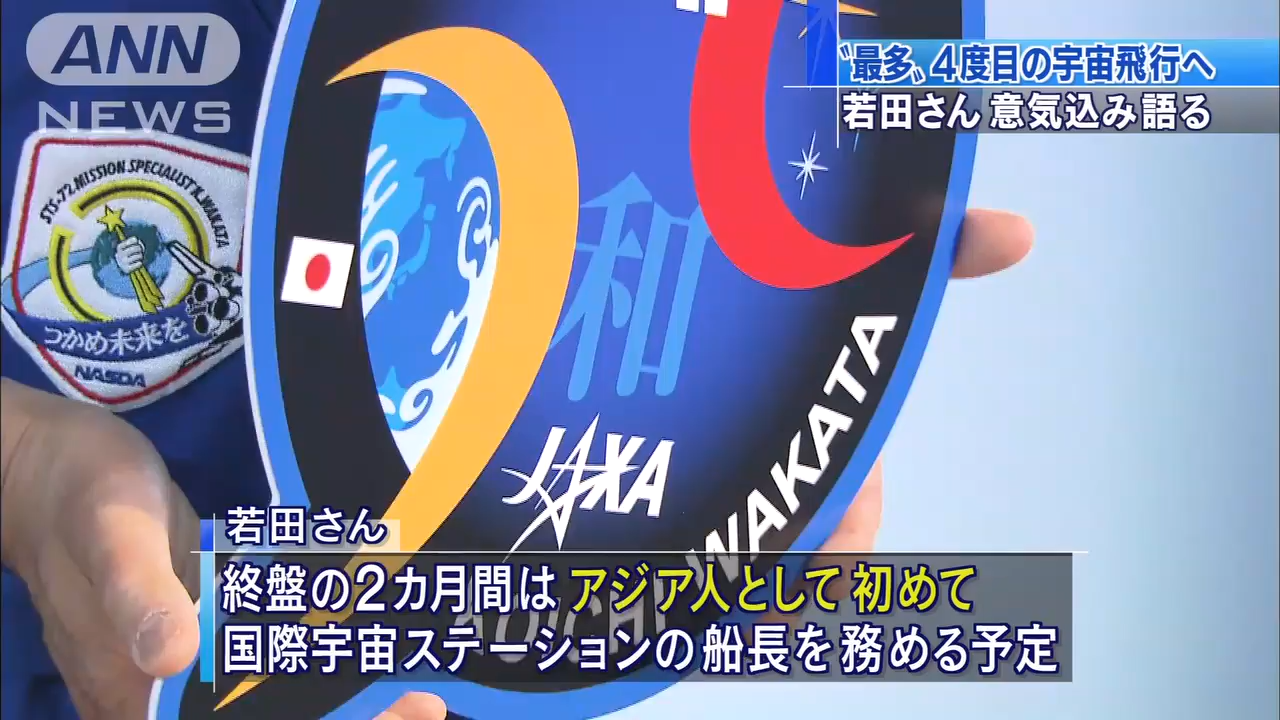 ANN
NEWS
〝最多〟4度目の宇宙飛行へ
若田さん 意気込み語る
STS-72 MISSION SPECIALIST K.WAKATA
つかめ未来を
NASDA
和
JAXA
KOICHI WAKATA
若田さん
終盤の2カ月間は アジア人として 初めて
国際宇宙ステーションの船長を務める予定